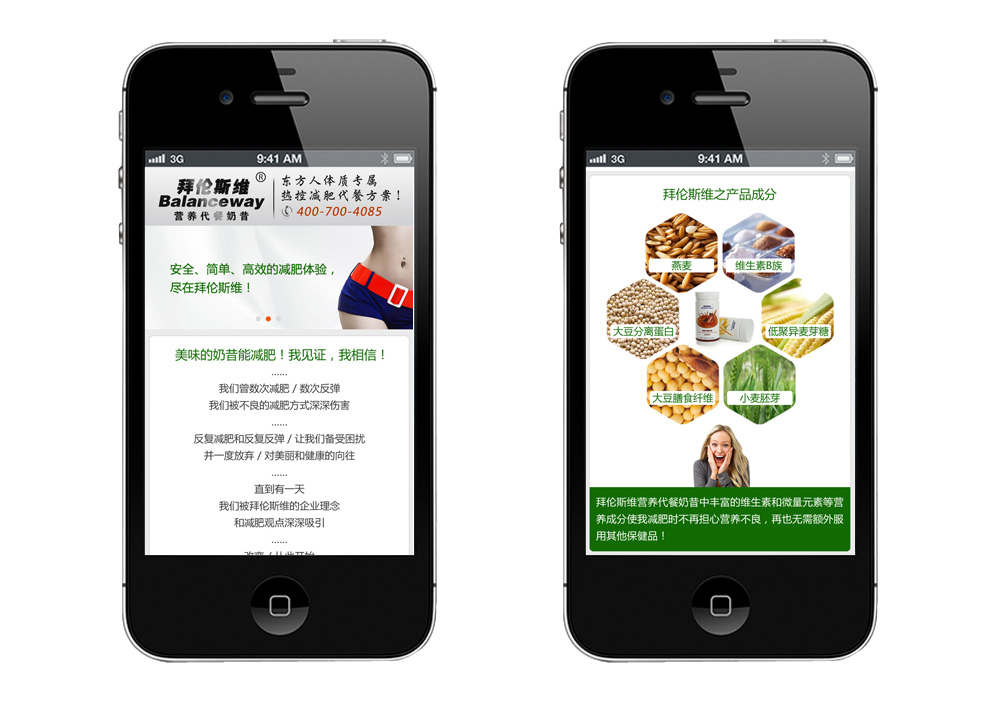 3G 9:41 AM
拜伦斯维®
Balanceway
营养代餐奶昔
东方人体质专属
热控减肥代餐方案！
400-700-4085
安全、简单、高效的减肥体验，
尽在拜伦斯维！
美味的奶昔能减肥！我见证，我相信！
......
我们曾数次减肥 / 数次反弹
我们被不良的减肥方式深深伤害
......
反复减肥和反复反弹 / 让我们备受困扰
并一度放弃 / 对美丽和健康的向往
......
直到有一天
我们被拜伦斯维的企业理念
和减肥观点深深吸引
......
改变 / 从此开始
3G 9:41 AM
拜伦斯维之产品成分
燕麦
维生素B族
大豆分离蛋白
低聚异麦芽糖
大豆膳食纤维
小麦胚芽
拜伦斯维营养代餐奶昔中丰富的维生素和微量元素等营
养成分使我减肥时不再担心营养不良，再也无需额外服
用其他保健品！